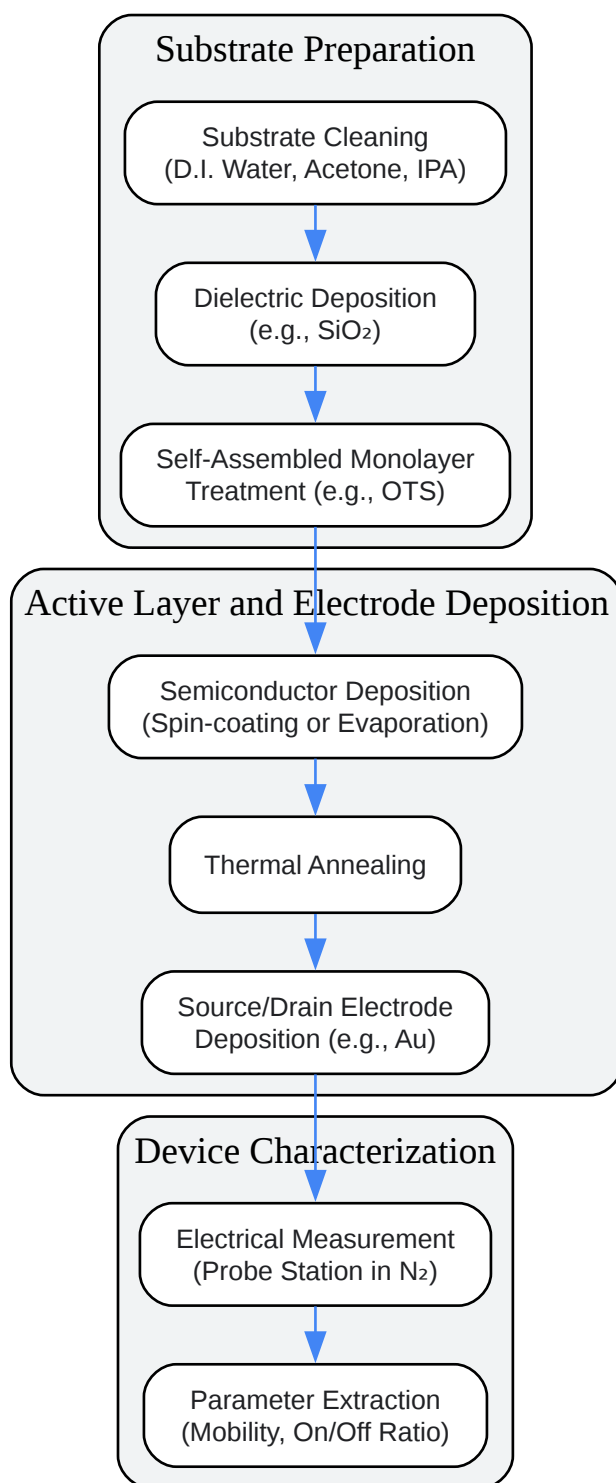 Substrate Preparation
Substrate Cleaning
(D.I. Water, Acetone, IPA)
Dielectric Deposition
(e.g., SiO₂)
Self-Assembled Monolayer
Treatment (e.g., OTS)
Active Layer and Electrode Deposition
Semiconductor Deposition
(Spin-coating or Evaporation)
Thermal Annealing
Source/Drain Electrode
Deposition (e.g., Au)
Device Characterization
Electrical Measurement
(Probe Station in N₂)
Parameter Extraction
(Mobility, On/Off Ratio)